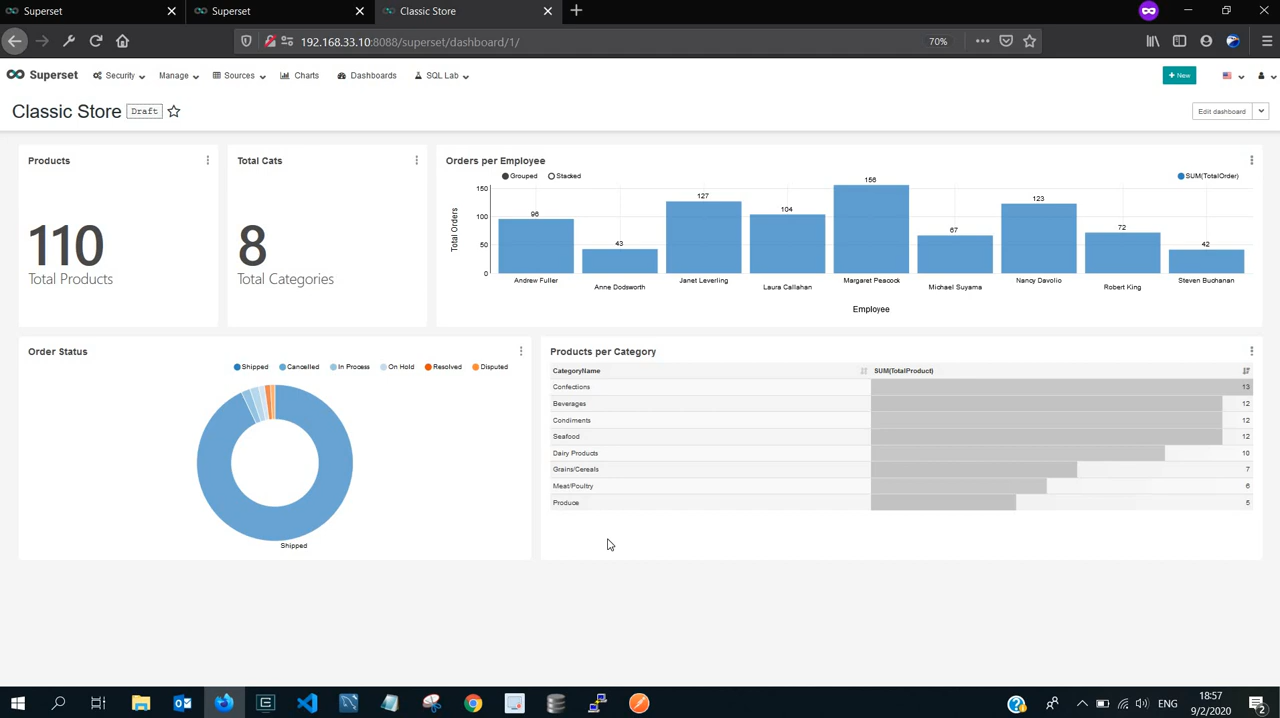 Superset
Superset
Classic Store
192.168.33.10:8088/superset/dashboard/1/
70%
Superset
Security
Manage
Sources
Charts
Dashboards
SQL Lab
+ New
Classic Store
Draft
Edit dashboard
Products
110
Total Products
Total Cats
8
Total Categories
Orders per Employee
Grouped
Stacked
SUM(TotalOrder)
Total Orders
150
100
50
0
96
43
127
104
156
67
123
72
42
Andrew Fuller
Anne Dodsworth
Janet Leverling
Laura Callahan
Margaret Peacock
Michael Suyama
Nancy Davolio
Robert King
Steven Buchanan
Employee
Order Status
Shipped
Cancelled
In Process
On Hold
Resolved
Disputed
Shipped
Products per Category
CategoryName SUM(TotalProduct)
Confections 13
Beverages 12
Condiments 12
Seafood 12
Dairy Products 10
Grains/Cereals 7
Meat/Poultry 6
Produce 5
ENG
18:57
9/2/2020
2